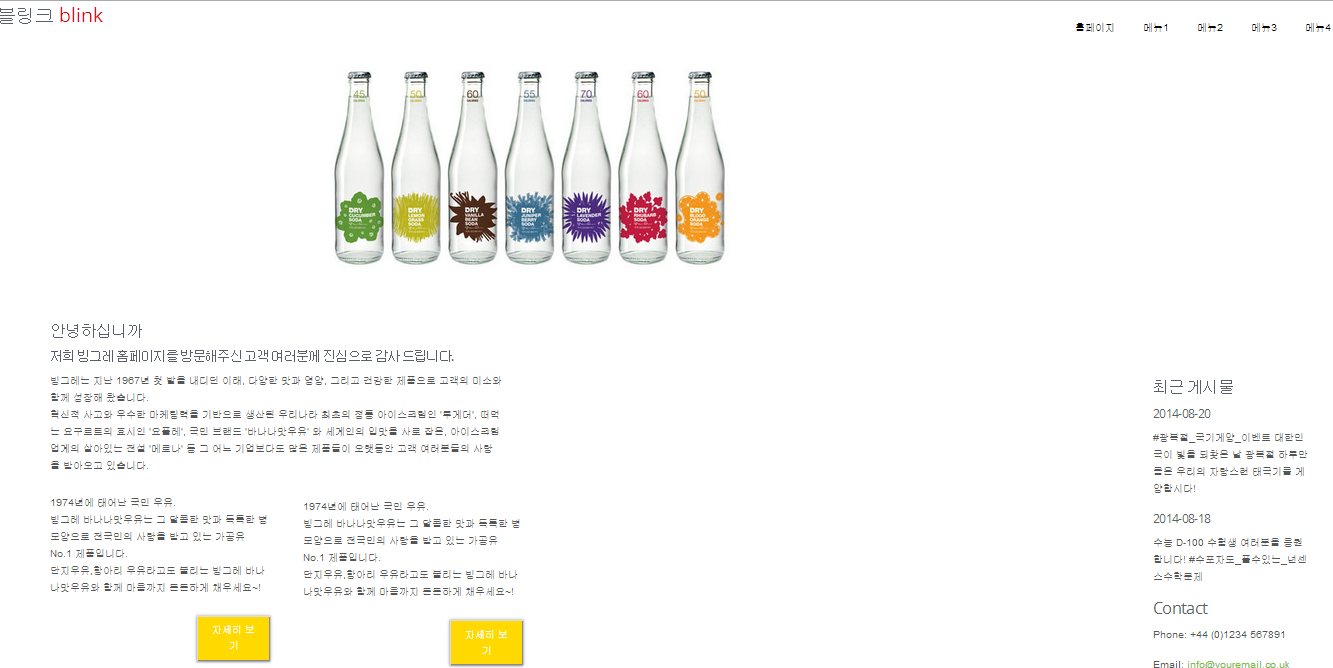 블링크 blink
홈페이지 메뉴1 메뉴2 메뉴3 메뉴4
45 50 60 55 70 60 50
DRY DRY DRY DRY DRY DRY DRY
CUCUMBER LEMON VANILLA JUNIPER LAVENDER RHUBARB BLOOD
SODA GRASS BEAN BERRY SODA SODA ORANGE
SODA SODA SODA SODA
안녕하십니까
저희 빙그레 홈페이지를 방문해주신 고객 여러분께 진심으로 감사 드립니다.
빙그레는 지난 1967년 첫 발을 내디딘 이래, 다양한 맛과 영양, 그리고 건강한 제품으로 고객의 미소와
함께 성장해 왔습니다.
혁신적 사고와 우수한 마케팅력을 기반으로 생산된 우리나라 최초의 정통 아이스크림인 '투게더', 떠먹
는 요구르트의 효시인 '요플레', 국민 브랜드 '바나나맛우유' 와 세계인의 입맛을 사로 잡은, 아이스크림
업계의 살아있는 전설 '메로나' 등 그 어느 기업보다도 많은 제품들이 오랫동안 고객 여러분들의 사랑
을 받아오고 있습니다.
1974년에 태어난 국민 우유.
빙그레 바나나맛우유는 그 달콤한 맛과 독특한 병
모양으로 전국민의 사랑을 받고 있는 가공유
No.1 제품입니다.
단지우유,항아리 우유라고도 불리는 빙그레 바나
나맛우유와 함께 마음까지 든든하게 채우세요~!
자세히 보
기
1974년에 태어난 국민 우유.
빙그레 바나나맛우유는 그 달콤한 맛과 독특한 병
모양으로 전국민의 사랑을 받고 있는 가공유
No.1 제품입니다.
단지우유,항아리 우유라고도 불리는 빙그레 바나
나맛우유와 함께 마음까지 든든하게 채우세요~!
자세히 보
기
최근 게시물
2014-08-20
#광복절_국기게양_이벤트 대한민
국이 빛을 되찾은 날 광복절 하루만
큼은 우리의 자랑스런 태극기를 게
양합시다!
2014-08-18
수능 D-100 수험생 여러분을 응원
합니다! #수포자도_풀수있는_넌센
스수학문제
Contact
Phone: +44 (0)1234 567891
Email: info@youremail.co.uk